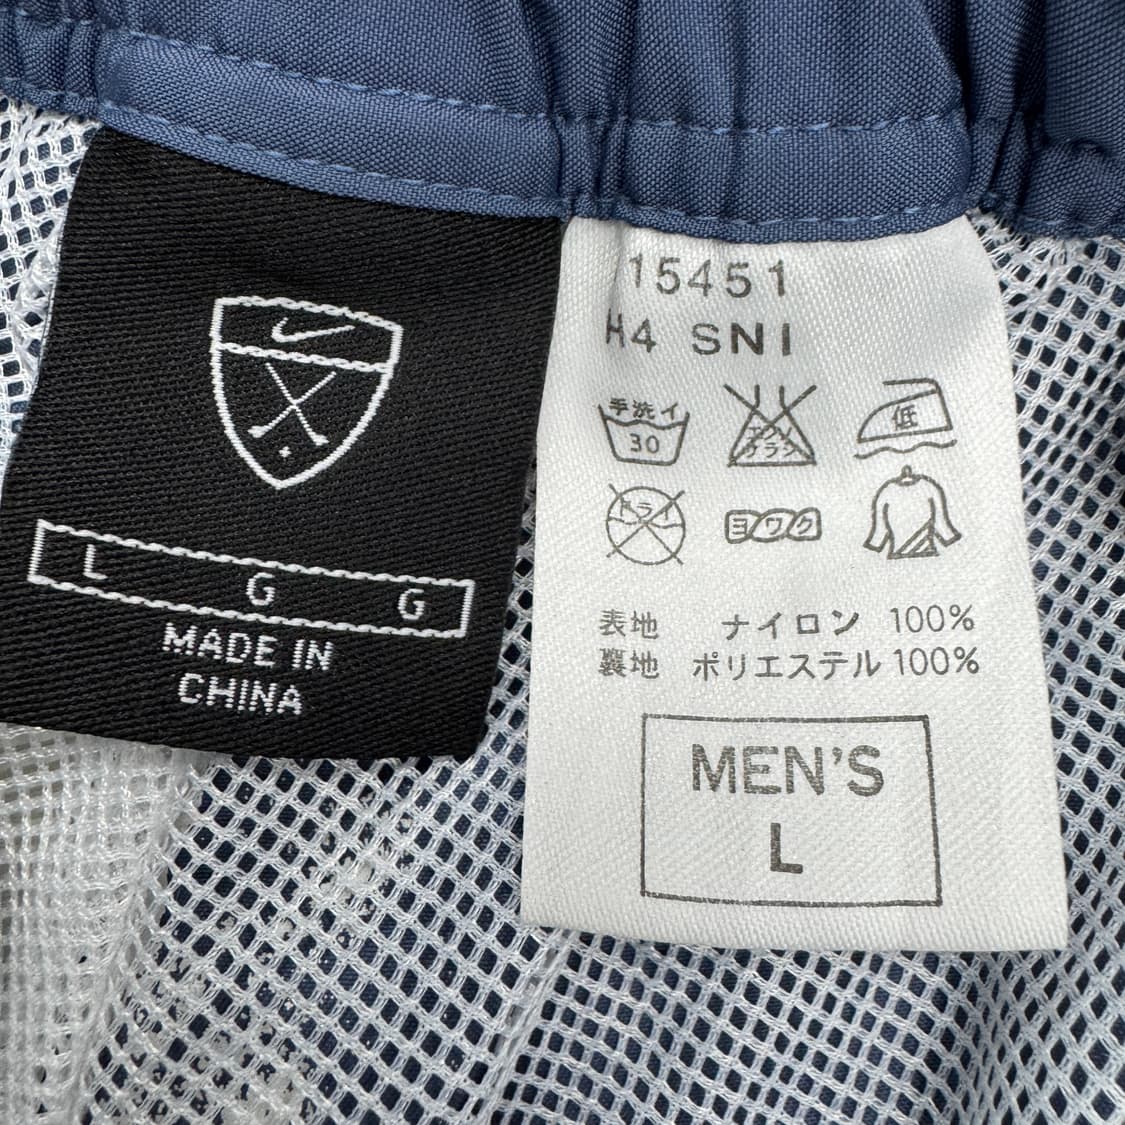 L G G
MADE IN
CHINA
15451
H4 SNI
手洗イ
30
エンソ
サラシ
低
ドライ
ヨワク
表地 ナイロン 100%
裏地 ポリエステル 100%
MEN'S
L